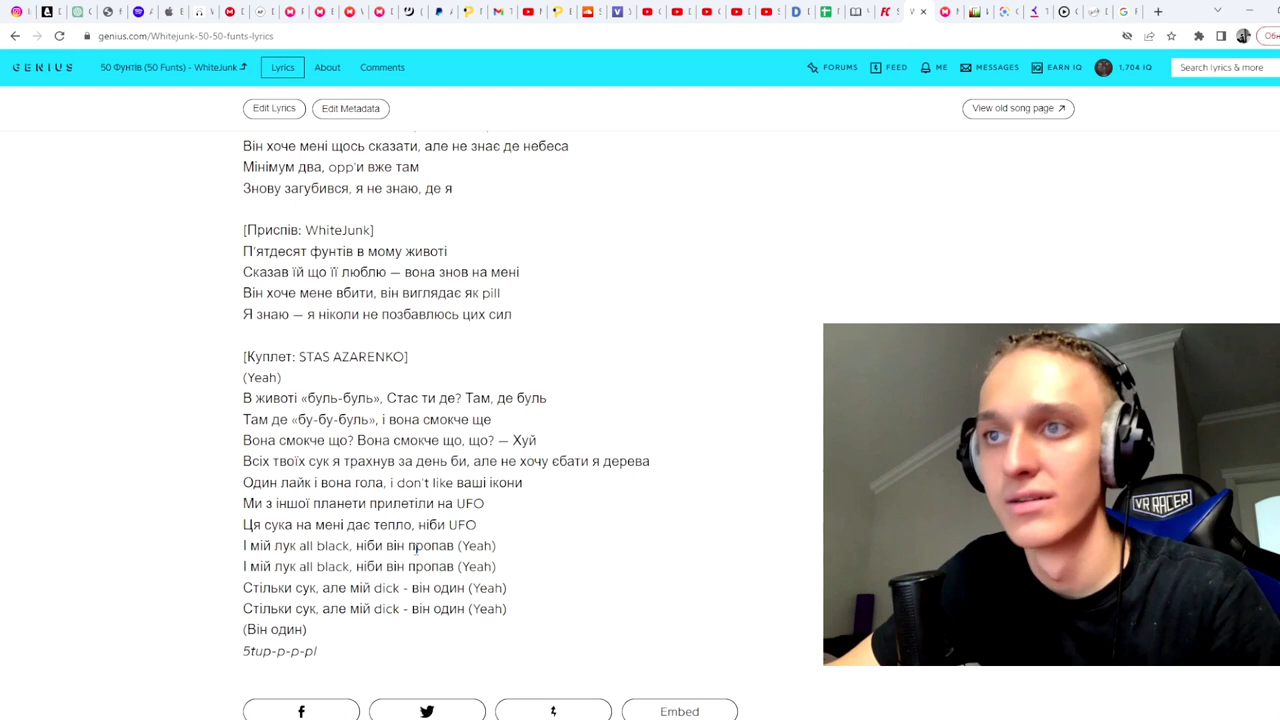 genius.com/Whitejunk-50-50-funts-lyrics
GENIUS
50 Фунтів (50 Funts) - WhiteJunk
Lyrics
About
Comments
FORUMS
FEED
ME
MESSAGES
EARN IQ
1,704 IQ
Search lyrics & more
Edit Lyrics
Edit Metadata
View old song page
Він хоче мені щось сказати, але не знає де небеса
Мінімум два, opp'и вже там
Знову загубився, я не знаю, де я
[Приспів: WhiteJunk]
П'ятдесят фунтів в мому животі
Сказав їй що її люблю — вона знов на мені
Він хоче мене вбити, він виглядає як pill
Я знаю — я ніколи не позбавлюсь цих сил
[Куплет: STAS AZARENKO]
(Yeah)
В животі «буль-буль», Стас ти де? Там, де буль
Там де «бу-бу-буль», і вона смокче ще
Вона смокче що? Вона смокче що, що? — Хуй
Всіх твоїх сук я трахнув за день би, але не хочу єбати я дерева
Один лайк і вона гола, i don't like ваші ікони
Ми з іншої планети прилетіли на UFO
Ця сука на мені дає тепло, ніби UFO
І мій лук all black, ніби він пропав (Yeah)
І мій лук all black, ніби він пропав (Yeah)
Стільки сук, але мій dick - він один (Yeah)
Стільки сук, але мій dick - він один (Yeah)
(Він один)
5tup-p-p-pl
Embed
VR RACER